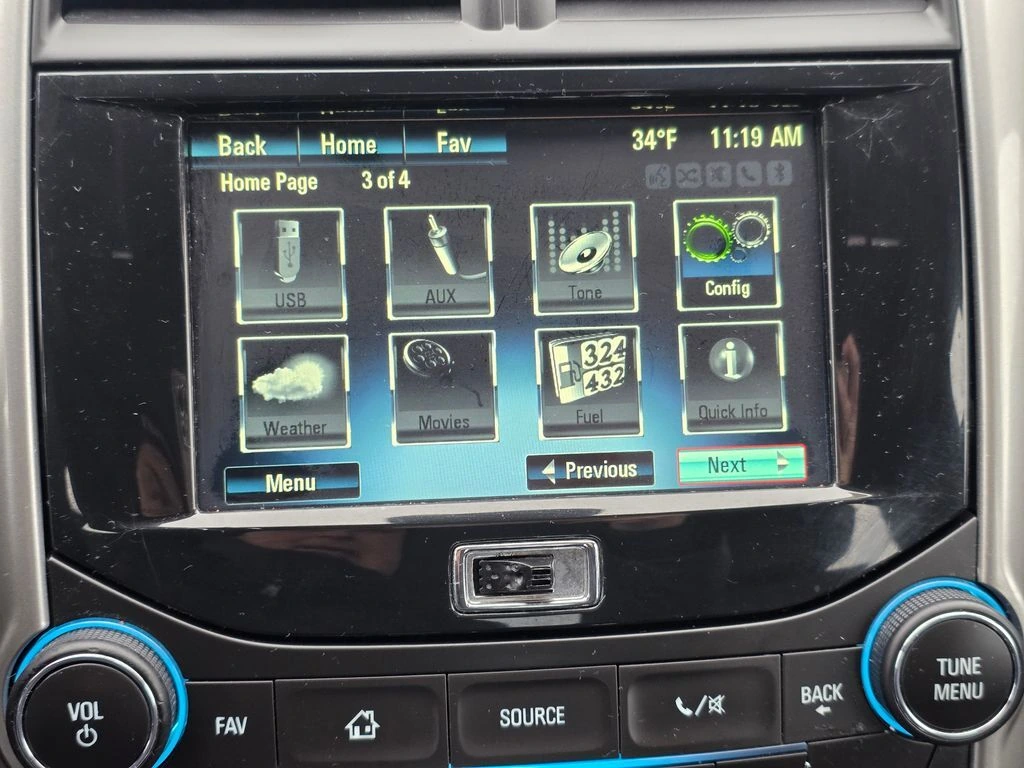 Back Home Fav 34°F 11:19 AM
Home Page 3 of 4
USB AUX Tone Config
324
432
Weather Movies Fuel Quick Info
Menu Previous Next
VOL FAV SOURCE BACK TUNE
MENU